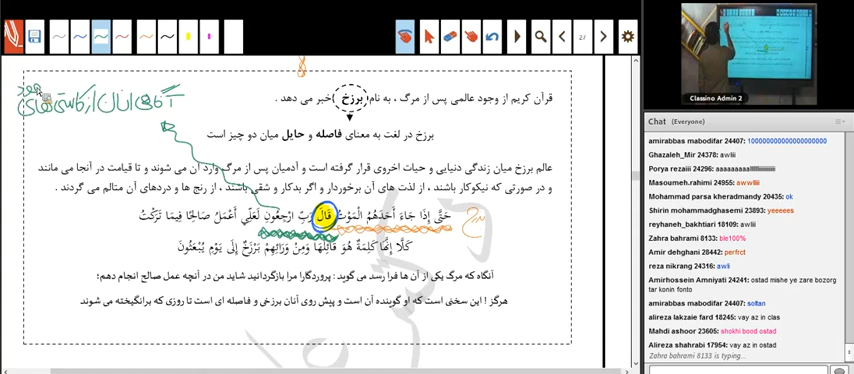 27
آگاهی انسان از کاستی های خود
قرآن کریم از وجود عالمی پس از مرگ ، به نام برزخ خبر می دهد .
برزخ در لغت به معنای فاصله و حایل میان دو چیز است
عالم برزخ میان زندگی دنیایی و حیات اخروی قرار گرفته است و آدمیان پس از مرگ وارد آن می شوند و تا قیامت در آنجا می مانند
و در صورتی که نیکوکار باشند ، از لذت های آن برخوردار و اگر بدکار و شقی باشند ، از رنج ها و دردهای آن متالم می گردند .
حَتَّىٰ إِذَا جَاءَ أَحَدَهُمُ الْمَوْتُ قَالَ رَبِّ ارْجِعُونِ لَعَلِّي أَعْمَلُ صَالِحًا فِيمَا تَرَكْتُ
كَلَّا إِنَّهَا كَلِمَةٌ هُوَ قَائِلُهَا وَمِنْ وَرَائِهِمْ بَرْزَخٌ إِلَىٰ يَوْمِ يُبْعَثُونَ
آنگاه که مرگ یکی از آن ها فرا رسد می گوید : پروردگارا مرا بازگردانید شاید من در آنچه عمل صالح انجام دهم؛
هرگز ! این سخنی است که او گوینده آن است و پیش روی آنان برزخی و فاصله ای است تا روزی که برانگیخته می شوند
Classino Admin 2
Chat (Everyone)
amirabbas mabodifar 24407: 10000000000000000000
Ghazaleh_Mir 24378: awliii
Porya rezaiii 24296: aaaaaaaaallllllliiiiiiiiiii
Masoumeh.rahimi 24955: awwlliii
Mohammad parsa kheradmandy 20435: ok
Shirin mohammadghasemi 23893: yeeeees
reyhaneh_bakhtiari 20169: awlii
Zahra bahrami 8133: ble100%
Amir dehghani 28442: perfrct
reza nikrang 24316: awli
Amirhossein Amniyati 24241: ostad mishe ye zare bozorg
tar konin fonto
amirabbas mabodifar 24407: soltan
alireza lakzaie fard 18245: vay az in clas
Mahdi ashoor 23605: shokhi bood ostad
Alireza shahrabi 17954: vay az in ostad
Zahra bahrami 8133 is typing...